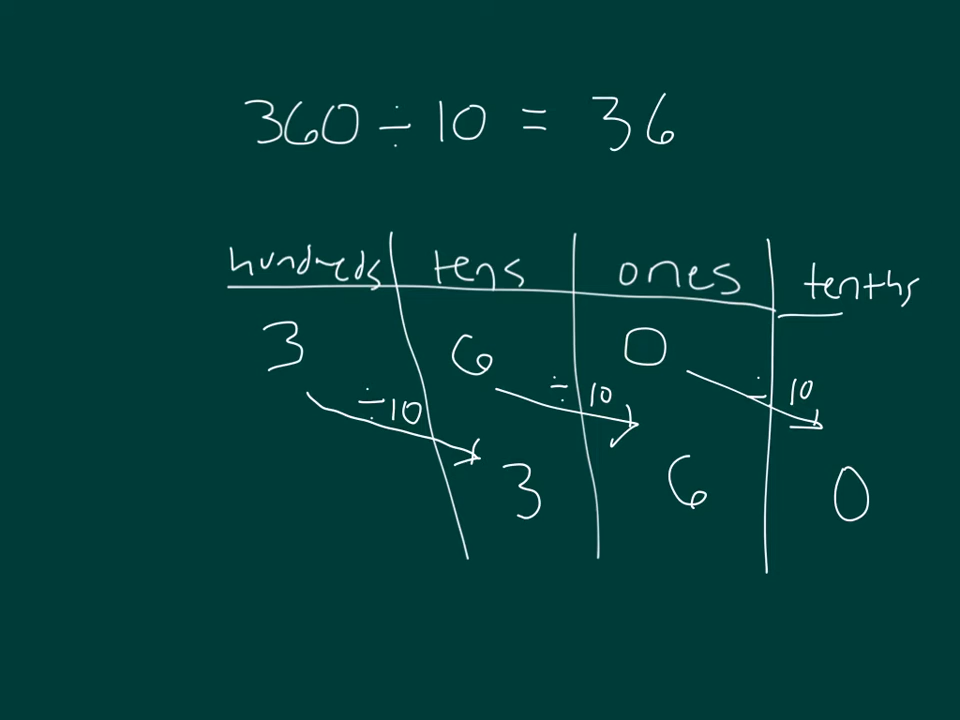 360 ÷ 10 = 36
hundreds tens ones tenths
3 6 0
÷10 ÷ 10 ÷ 10
3 6 0